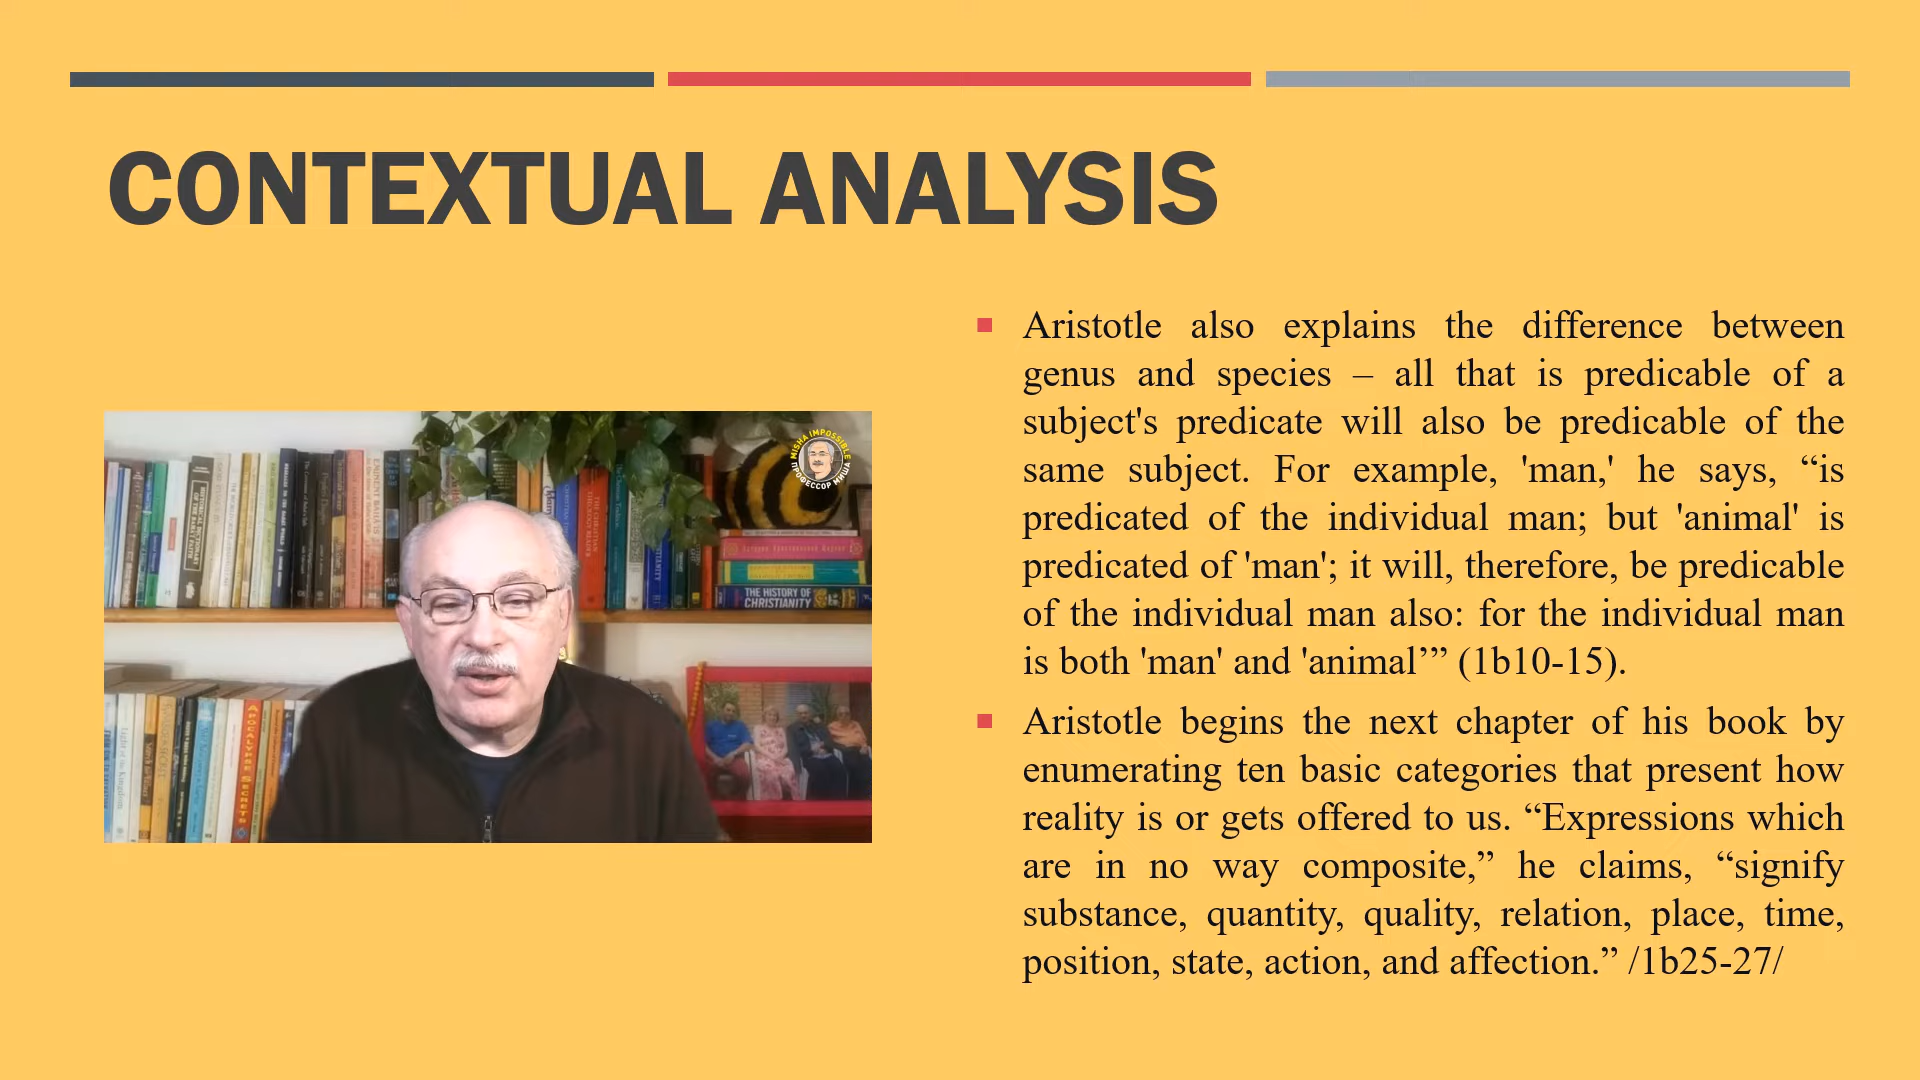 CONTEXTUAL ANALYSIS
Aristotle also explains the difference between
genus and species – all that is predicable of a
subject's predicate will also be predicable of the
same subject. For example, 'man,' he says, “is
predicated of the individual man; but 'animal' is
predicated of 'man'; it will, therefore, be predicable
of the individual man also: for the individual man
is both 'man' and 'animal’” (1b10-15).
Aristotle begins the next chapter of his book by
enumerating ten basic categories that present how
reality is or gets offered to us. “Expressions which
are in no way composite,” he claims, “signify
substance, quantity, quality, relation, place, time,
position, state, action, and affection.” /1b25-27/
MISHA IMPOSSIBLE
ПРОФЕССОР МИША
THE HISTORY OF
CHRISTIANITY
APOCALYPSE SECRETS